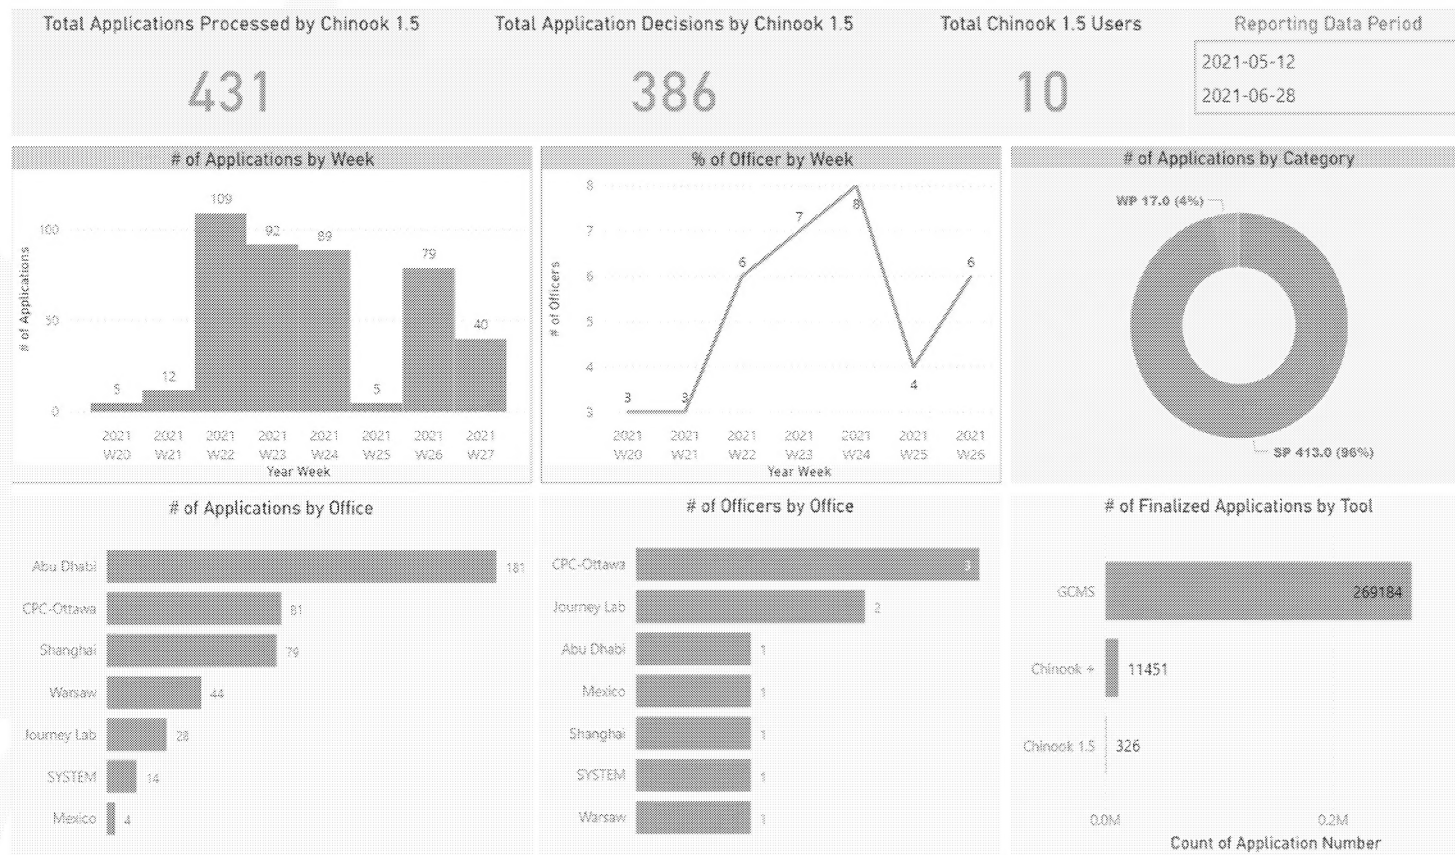 Total Applications Processed by Chinook 1.5
431
Total Application Decisions by Chinook 1.5
386
Total Chinook 1.5 Users
10
Reporting Data Period
2021-05-12
2021-06-28
# of Applications by Week
# of Applications
100
50
0
5
12
109
92
89
5
79
40
2021 W20
2021 W21
2021 W22
2021 W23
2021 W24
2021 W25
2021 W26
2021 W27
Year Week
% of Officer by Week
# of Officers
8
7
6
5
4
3
3
3
6
7
8
4
6
2021 W20
2021 W21
2021 W22
2021 W23
2021 W24
2021 W25
2021 W26
Year Week
# of Applications by Category
WP 17.0 (4%)
SP 413.0 (96%)
# of Applications by Office
Abu Dhabi 181
CPC-Ottawa 81
Shanghai 79
Warsaw 44
Journey Lab 28
SYSTEM 14
Mexico 4
# of Officers by Office
CPC-Ottawa 3
Journey Lab 2
Abu Dhabi 1
Mexico 1
Shanghai 1
SYSTEM 1
Warsaw 1
# of Finalized Applications by Tool
GCMS 269184
Chinook + 11451
Chinook 1.5 326
0.0M
0.2M
Count of Application Number